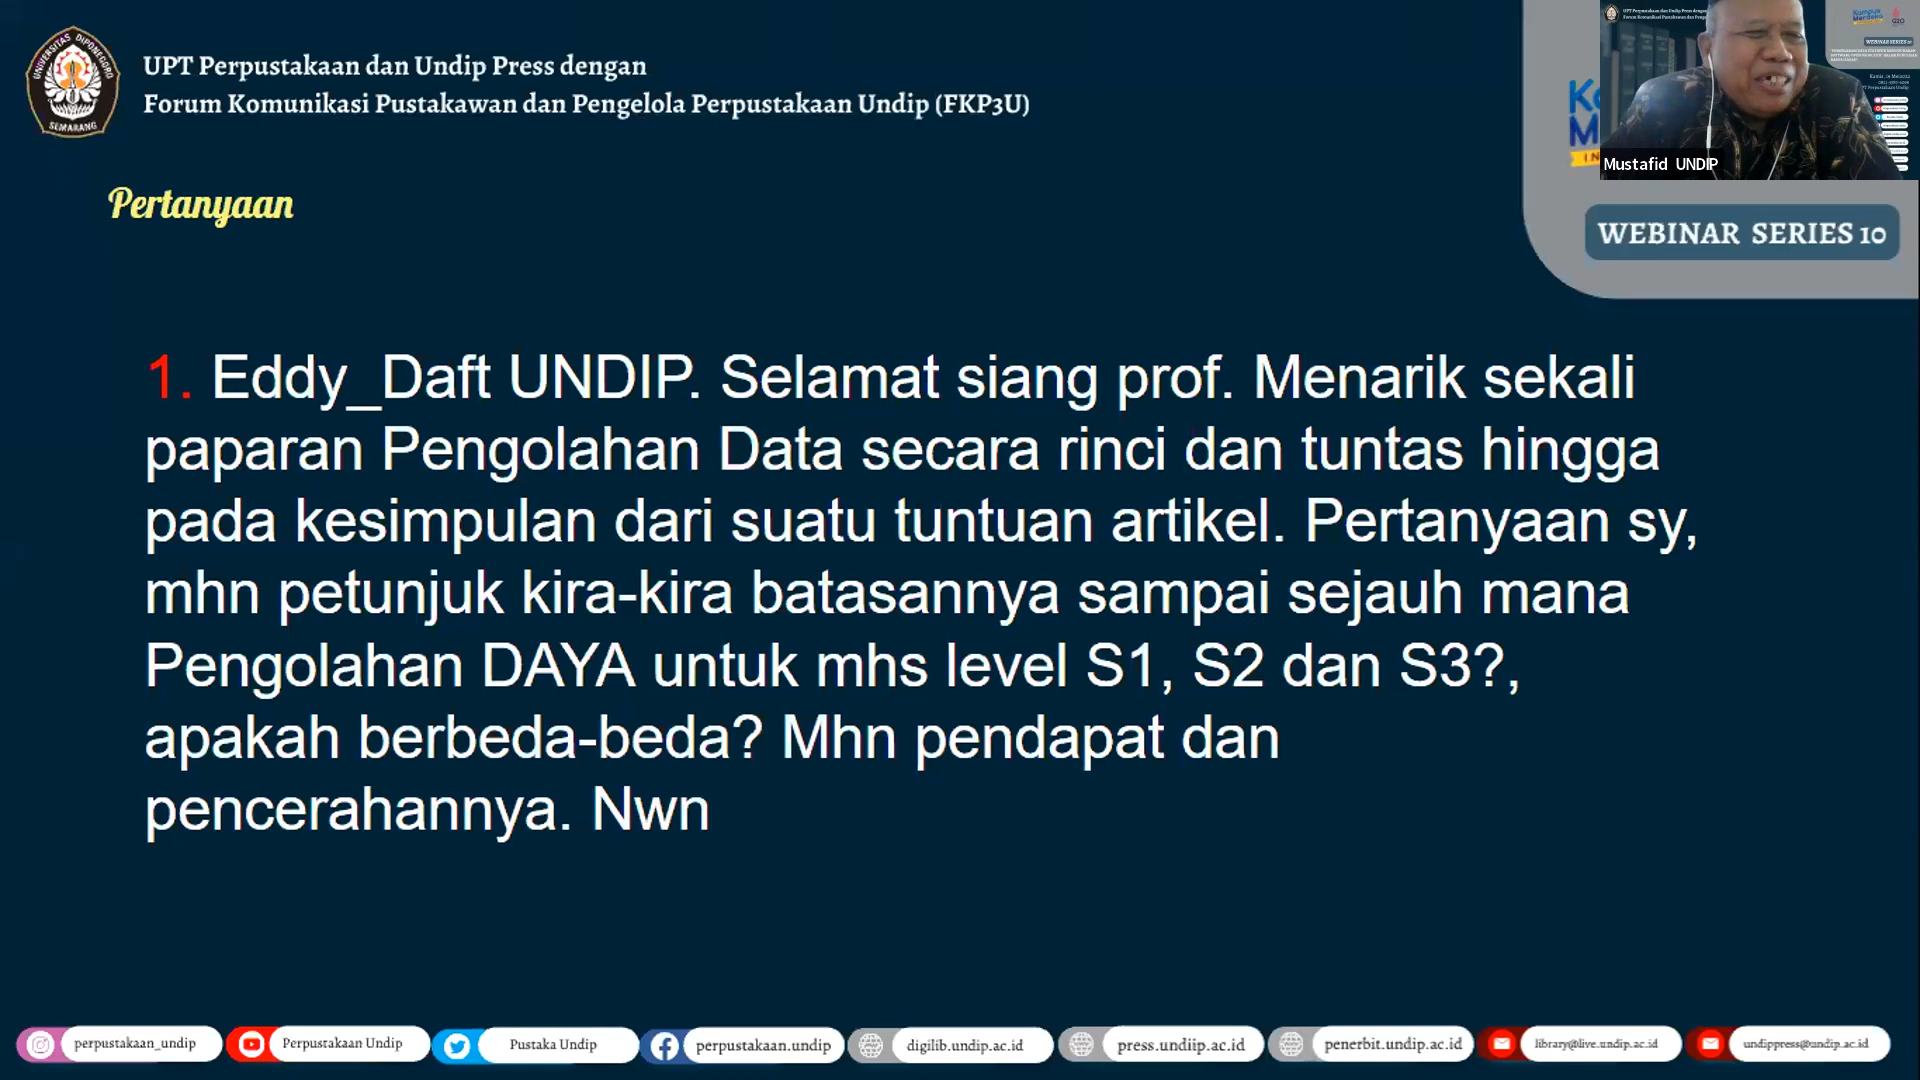 UNIVERSITAS DIPONEGORO
SEMARANG
UPT Perpustakaan dan Undip Press dengan
Forum Komunikasi Pustakawan dan Pengelola Perpustakaan Undip (FKP3U)
Mustafid UNDIP
WEBINAR SERIES 10
Pertanyaan
1. Eddy_Daft UNDIP. Selamat siang prof. Menarik sekali
paparan Pengolahan Data secara rinci dan tuntas hingga
pada kesimpulan dari suatu tuntuan artikel. Pertanyaan sy,
mhn petunjuk kira-kira batasannya sampai sejauh mana
Pengolahan DAYA untuk mhs level S1, S2 dan S3?,
apakah berbeda-beda? Mhn pendapat dan
pencerahannya. Nwn
perpustakaan_undip
Perpustakaan Undip
Pustaka Undip
perpustakaan.undip
digilib.undip.ac.id
press.undiip.ac.id
penerbit.undip.ac.id
library@live.undip.ac.id
undippress@undip.ac.id